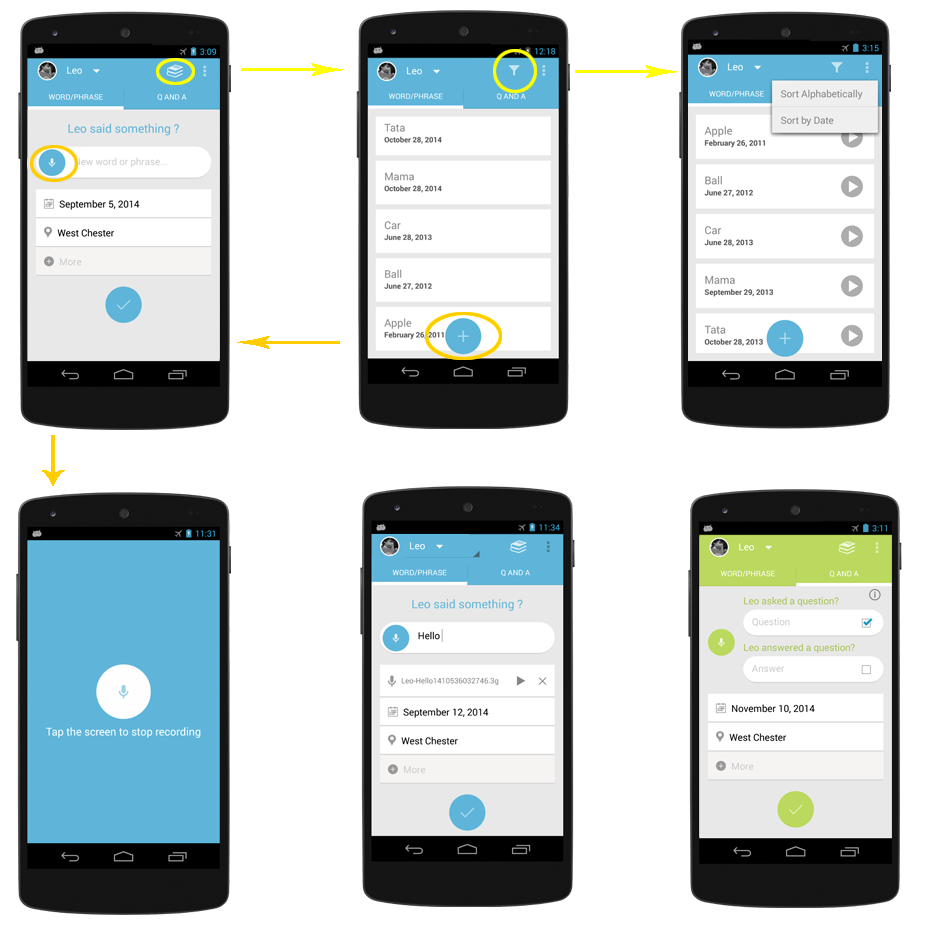 3:09
Leo
WORD/PHRASE Q AND A
Leo said something ?
New word or phrase...
September 5, 2014
West Chester
More
12:18
Leo
WORD/PHRASE Q AND A
Tata
October 28, 2014
Mama
October 28, 2014
Car
June 28, 2013
Ball
June 27, 2012
Apple
February 26, 2011
3:15
Leo
WORD/PHRASE
Sort Alphabetically
Sort by Date
Apple
February 26, 2011
Ball
June 27, 2012
Car
June 28, 2013
Mama
September 29, 2013
Tata
October 28, 2013
11:31
Tap the screen to stop recording
11:34
Leo
WORD/PHRASE Q AND A
Leo said something ?
Hello
Leo-Hello1410536032746.3g
September 12, 2014
West Chester
More
3:11
Leo
WORD/PHRASE Q AND A
Leo asked a question?
Question
Leo answered a question?
Answer
November 10, 2014
West Chester
More